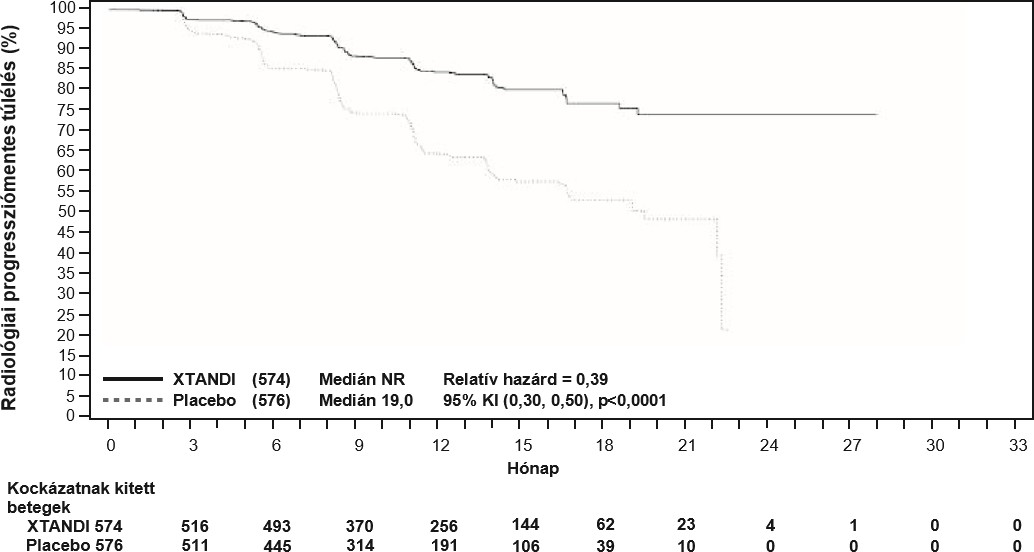 Radiológiai progressziómentes túlélés (%)
100
95
90
85
80
75
70
65
60
55
50
45
40
35
30
25
20
15
10
5
0
XTANDI (574) Medián NR Relatív hazárd = 0,39
Placebo (576) Medián 19,0 95% KI (0,30, 0,50), p<0,0001
0 3 6 9 12 15 18 21 24 27 30 33
Hónap
Kockázatnak kitett
betegek
XTANDI 574 516 493 370 256 144 62 23 4 1 0 0
Placebo 576 511 445 314 191 106 39 10 0 0 0 0